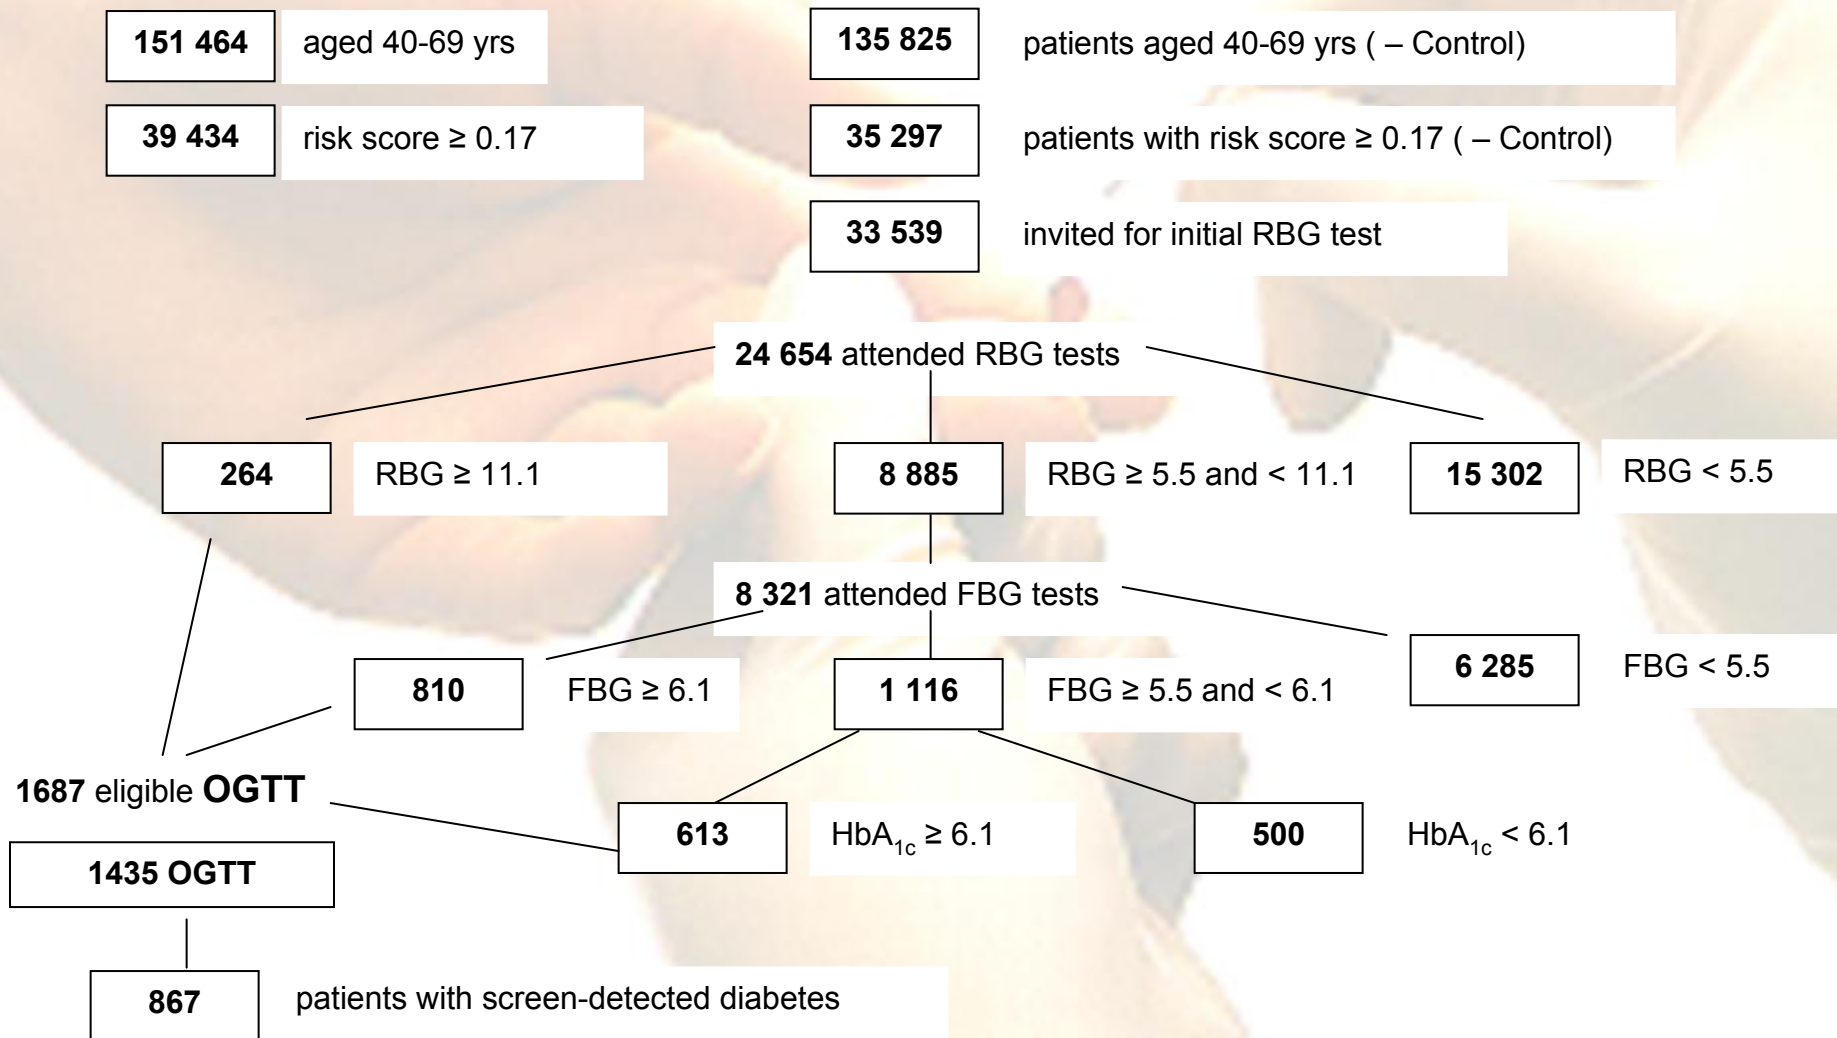 151 464 aged 40-69 yrs
135 825 patients aged 40-69 yrs ( – Control)
39 434 risk score ≥ 0.17
35 297 patients with risk score ≥ 0.17 ( – Control)
33 539 invited for initial RBG test
24 654 attended RBG tests
264 RBG ≥ 11.1
8 885 RBG ≥ 5.5 and < 11.1
15 302 RBG < 5.5
8 321 attended FBG tests
810 FBG ≥ 6.1
1 116 FBG ≥ 5.5 and < 6.1
6 285 FBG < 5.5
1687 eligible OGTT
613 HbA1c ≥ 6.1
500 HbA1c < 6.1
1435 OGTT
867 patients with screen-detected diabetes